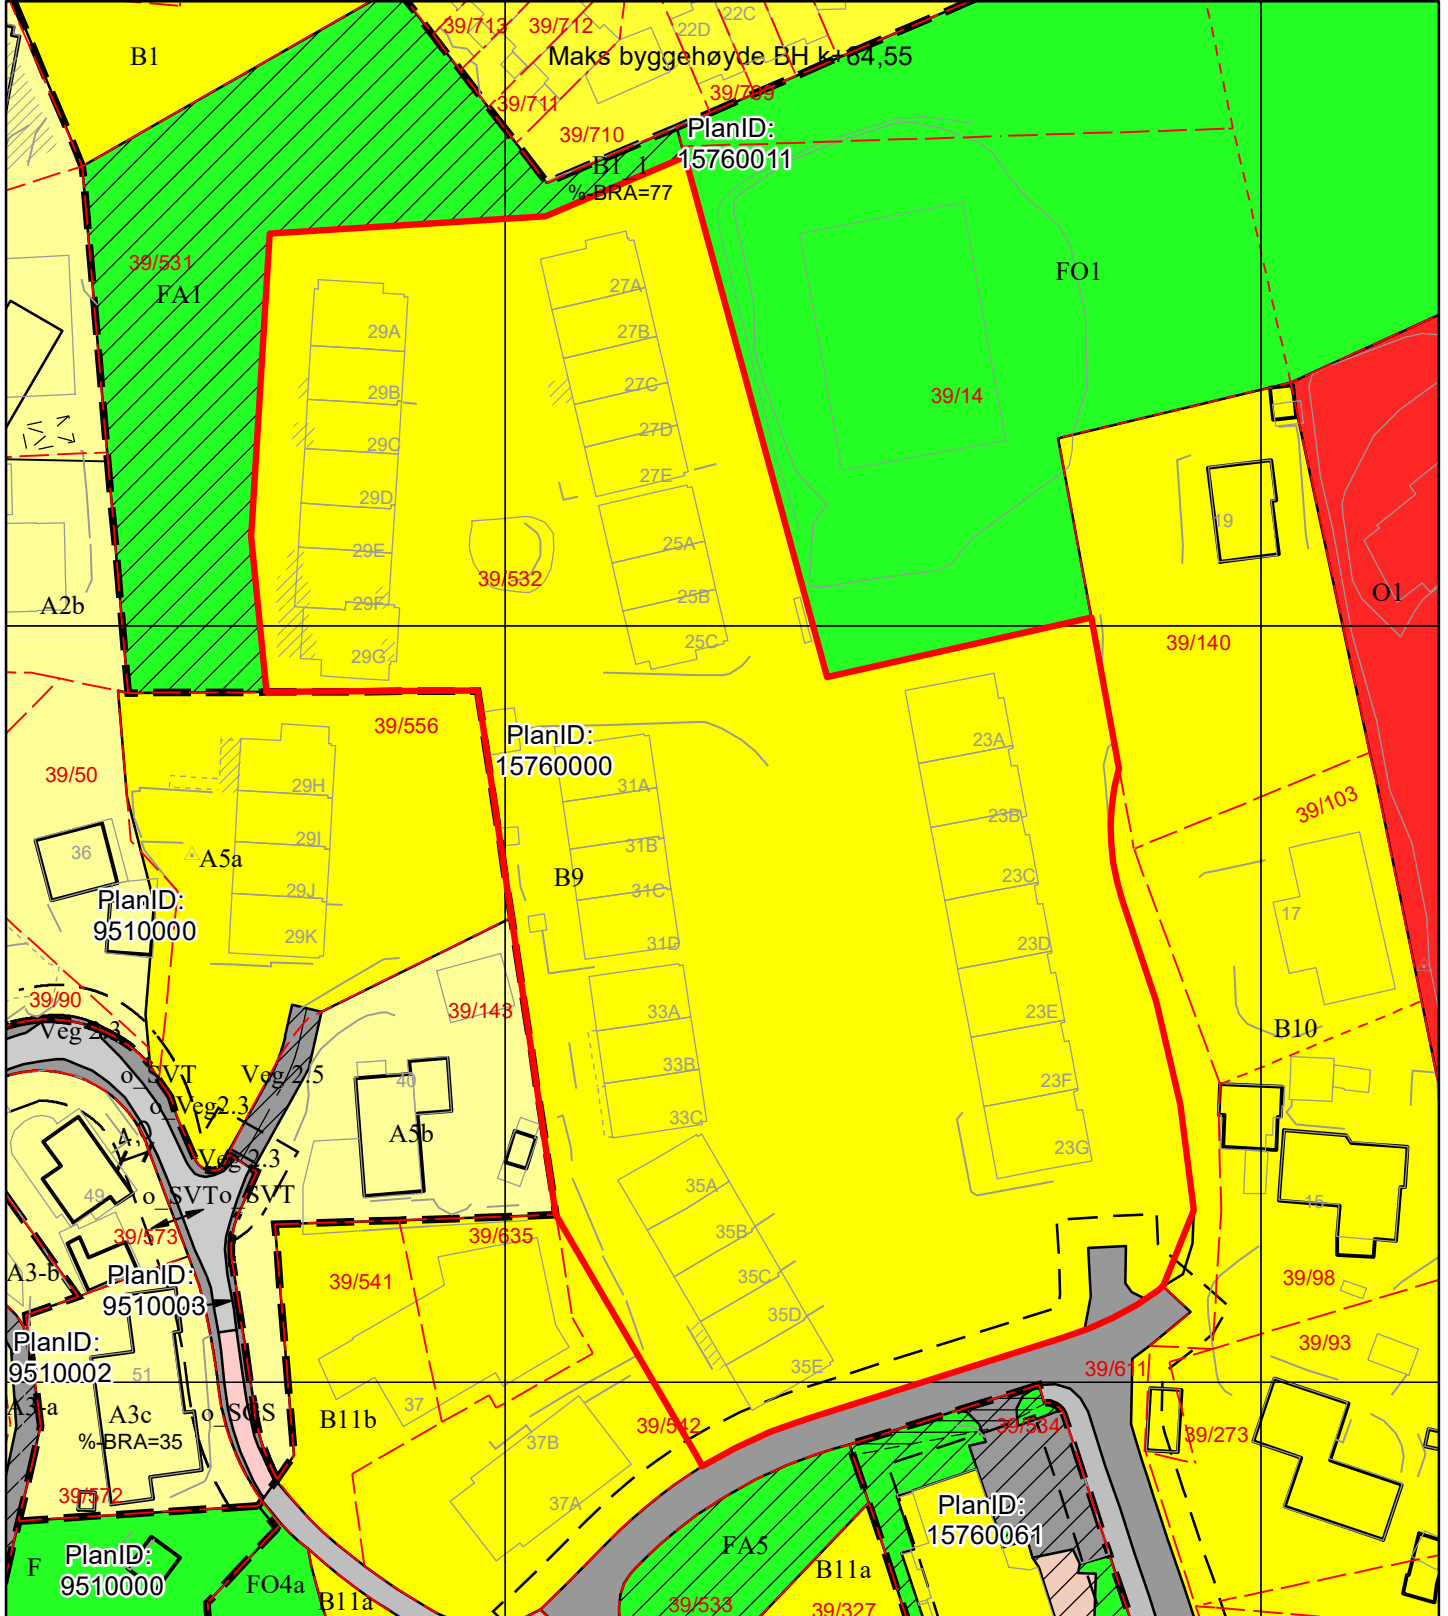 39/713
39/712
22C
22D
B1
Maks byggehøyde BH k+64,55
39/711
39/709
39/710
PlanID:
15760011
B1_1
%-BRA=77
39/531
FA1
FO1
27A
29A
27B
29B
27C
39/14
29C
27D
27E
29D
19
25A
29E
39/532
O1
A2b
29F
25B
25C
39/140
29G
39/556
PlanID:
15760000
23A
39/50
29H
31A
39/103
23B
29I
31B
36
A5a
B9
23C
29J
31C
PlanID:
9510000
17
29K
31D
23D
39/90
39/143
33A
23E
Veg 2.3
B10
o_SVT
Veg 2.5
40
33B
23F
o_Veg2.3
4,0
A5b
33C
Veg 2.3
23G
49
o_SVT
o_SVT
35A
15
39/573
39/635
35B
A3-b
PlanID:
9510003
39/541
35C
39/98
35D
PlanID:
9510002
39/93
51
35E
39/611
A3-a
A3c
o_SGS
37
B11b
39/542
39/534
%-BRA=35
37B
39/273
39/572
37A
PlanID:
15760061
PlanID:
9510000
F
FA5
FO4a
B11a
B11a
39/533
39/327